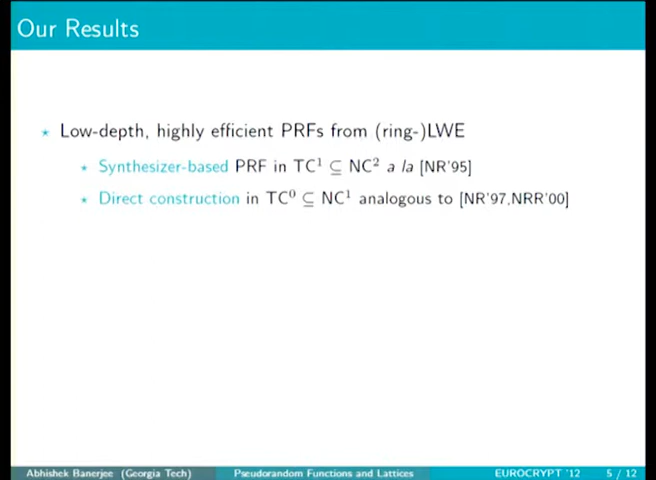 Our Results
* Low-depth, highly efficient PRFs from (ring-)LWE
* Synthesizer-based PRF in TC¹ ⊆ NC² a la [NR'95]
* Direct construction in TC⁰ ⊆ NC¹ analogous to [NR'97,NRR'00]
Abhishek Banerjee (Georgia Tech) Pseudorandom Functions and Lattices EUROCRYPT '12 5 / 12